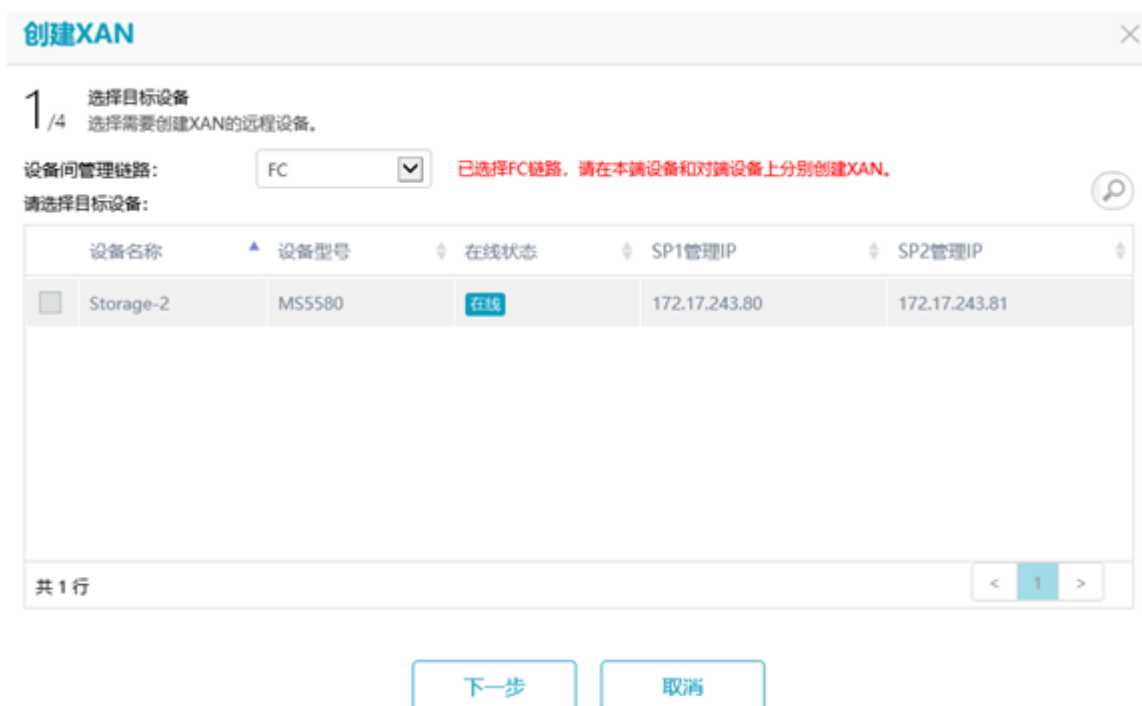 创建XAN
1/4 选择目标设备
选择需要创建XAN的远程设备。
设备间管理链路： FC 已选择FC链路，请在本端设备和对端设备上分别创建XAN。
请选择目标设备：
设备名称 设备型号 在线状态 SP1管理IP SP2管理IP
Storage-2 MS5580 在线 172.17.243.80 172.17.243.81
共 1 行 < 1 >
下一步 取消